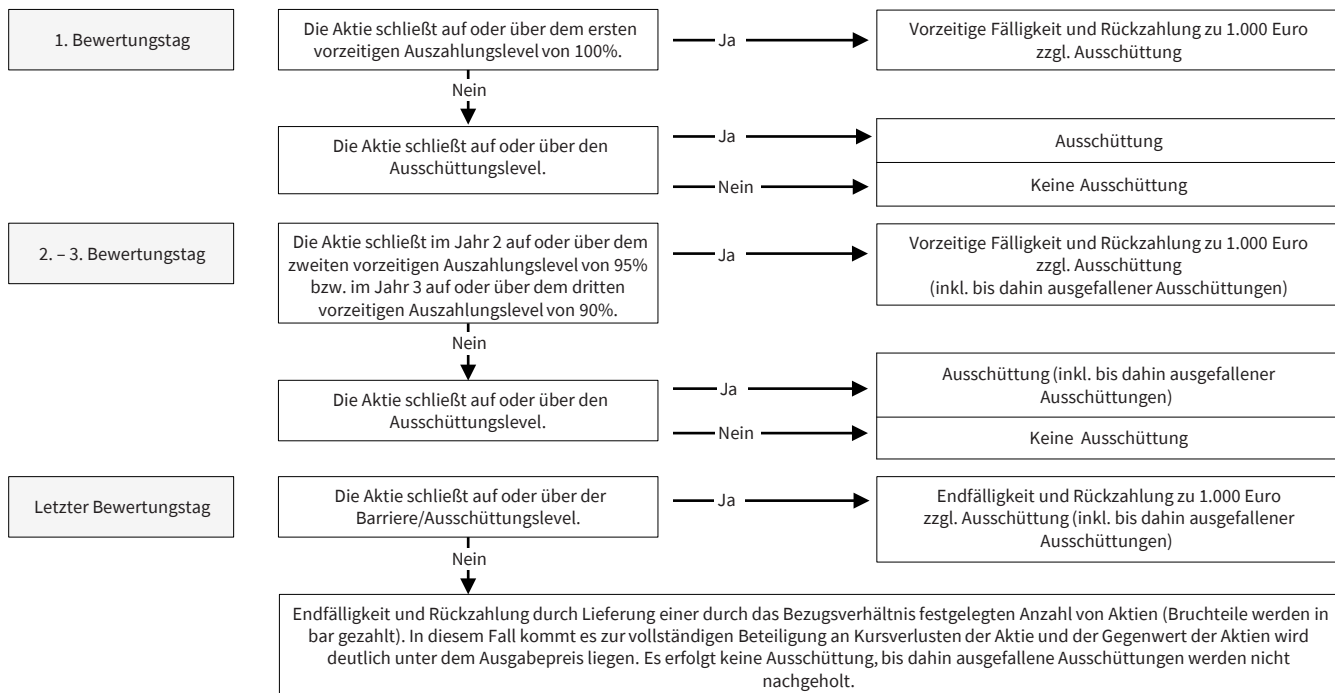 1. Bewertungstag
Die Aktie schließt auf oder über dem ersten
vorzeitigen Auszahlungslevel von 100%.
Ja
Vorzeitige Fälligkeit und Rückzahlung zu 1.000 Euro
zzgl. Ausschüttung
Nein
Die Aktie schließt auf oder über den
Ausschüttungslevel.
Ja
Ausschüttung
Nein
Keine Ausschüttung
2. – 3. Bewertungstag
Die Aktie schließt im Jahr 2 auf oder über dem
zweiten vorzeitigen Auszahlungslevel von 95%
bzw. im Jahr 3 auf oder über dem dritten
vorzeitigen Auszahlungslevel von 90%.
Ja
Vorzeitige Fälligkeit und Rückzahlung zu 1.000 Euro
zzgl. Ausschüttung
(inkl. bis dahin ausgefallener Ausschüttungen)
Nein
Die Aktie schließt auf oder über den
Ausschüttungslevel.
Ja
Ausschüttung (inkl. bis dahin ausgefallener
Ausschüttungen)
Nein
Keine Ausschüttung
Letzter Bewertungstag
Die Aktie schließt auf oder über der
Barriere/Ausschüttungslevel.
Ja
Endfälligkeit und Rückzahlung zu 1.000 Euro
zzgl. Ausschüttung (inkl. bis dahin ausgefallener
Ausschüttungen)
Nein
Endfälligkeit und Rückzahlung durch Lieferung einer durch das Bezugsverhältnis festgelegten Anzahl von Aktien (Bruchteile werden in
bar gezahlt). In diesem Fall kommt es zur vollständigen Beteiligung an Kursverlusten der Aktie und der Gegenwert der Aktien wird
deutlich unter dem Ausgabepreis liegen. Es erfolgt keine Ausschüttung, bis dahin ausgefallene Ausschüttungen werden nicht
nachgeholt.